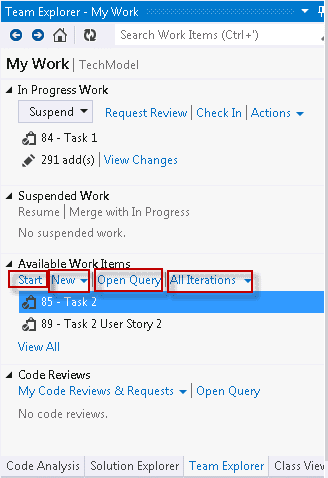 Team Explorer - My Work
Search Work Items (Ctrl+')
My Work | TechModel
In Progress Work
Suspend | Request Review | Check In | Actions
84 - Task 1
291 add(s) | View Changes
Suspended Work
Resume | Merge with In Progress
No suspended work.
Available Work Items
Start | New | Open Query | All Iterations
85 - Task 2
89 - Task 2 User Story 2
View All
Code Reviews
My Code Reviews & Requests | Open Query
No code reviews.
Code Analysis Solution Explorer Team Explorer Class View